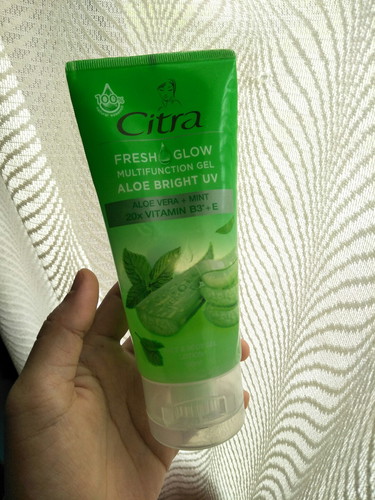 100%
Citra
FRESH GLOW
MULTIFUNCTION GEL
ALOE BRIGHT UV
ALOE VERA + MINT
20x VITAMIN B3*+E